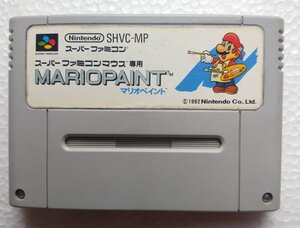 Nintendo SHVC-MP
スーパーファミコン
スーパーファミコンマウス専用
MARIOPAINT™
マリオペイント
© 1992 Nintendo Co., Ltd.